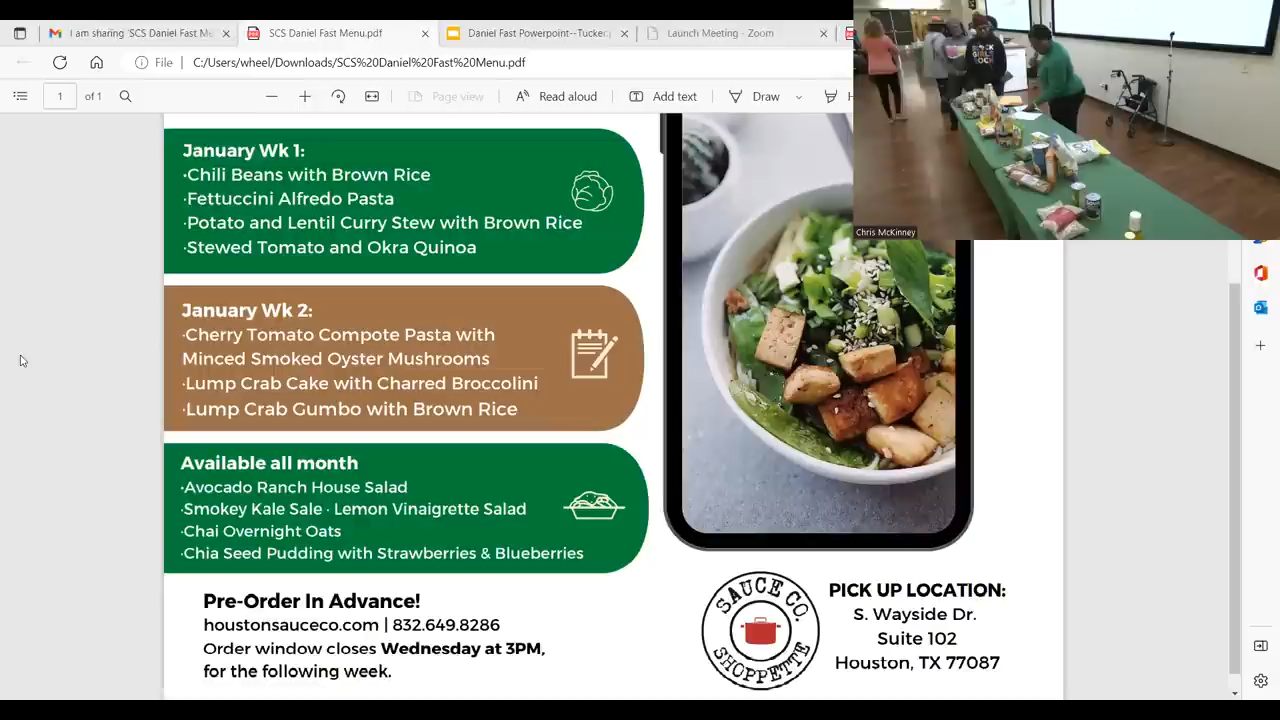 I am sharing 'SCS Daniel Fast M
SCS Daniel Fast Menu.pdf
Daniel Fast Powerpoint--Tucker
Launch Meeting - Zoom
File
C:/Users/wheel/Downloads/SCS%20Daniel%20Fast%20Menu.pdf
1 of 1
Page view
Read aloud
Add text
Draw
BLACK
GIRLS
ROCK
Chris McKinney
January Wk 1:
·Chili Beans with Brown Rice
·Fettuccini Alfredo Pasta
·Potato and Lentil Curry Stew with Brown Rice
·Stewed Tomato and Okra Quinoa
January Wk 2:
·Cherry Tomato Compote Pasta with
Minced Smoked Oyster Mushrooms
·Lump Crab Cake with Charred Broccolini
·Lump Crab Gumbo with Brown Rice
Available all month
·Avocado Ranch House Salad
·Smokey Kale Sale · Lemon Vinaigrette Salad
·Chai Overnight Oats
·Chia Seed Pudding with Strawberries & Blueberries
Pre-Order In Advance!
houstonsauceco.com | 832.649.8286
Order window closes Wednesday at 3PM,
for the following week.
SAUCE CO.
SHOPPETTE
PICK UP LOCATION:
S. Wayside Dr.
Suite 102
Houston, TX 77087